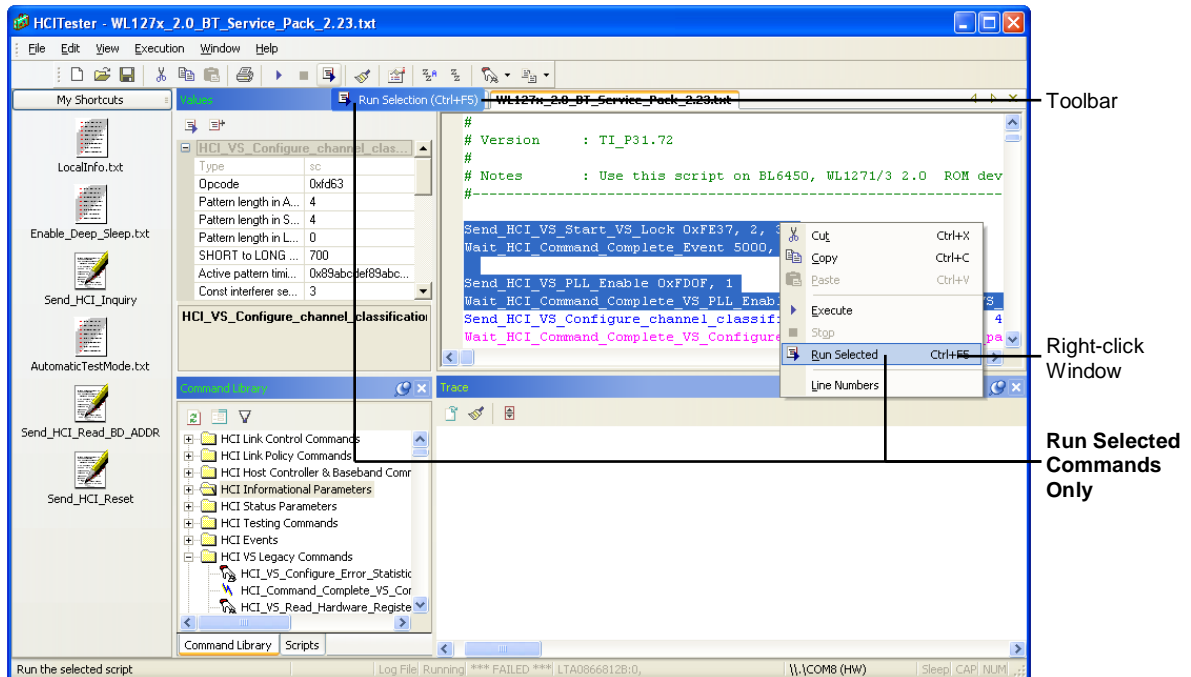 HCITester - WL127x_2.0_BT_Service_Pack_2.23.txt
File Edit View Execution Window Help
My Shortcuts
LocalInfo.txt
Enable_Deep_Sleep.txt
Send_HCI_Inquiry
AutomaticTestMode.txt
Send_HCI_Read_BD_ADDR
Send_HCI_Reset
Values
Run Selection (Ctrl+F5)
WL127x_2.0_BT_Service_Pack_2.23.txt
HCI_VS_Configure_channel_clas...
Type sc
Opcode 0xfd63
Pattern length in A... 4
Pattern length in S... 4
Pattern length in L... 0
SHORT to LONG ... 700
Active pattern timi... 0x89abcdef89abc...
Const interferer se... 3
HCI_VS_Configure_channel_classification
#
# Version : TI_P31.72
#
# Notes : Use this script on BL6450, WL1271/3 2.0 ROM dev
#------------------------------------------------------------
Send_HCI_VS_Start_VS_Lock 0xFE37, 2, 3
Wait_HCI_Command_Complete_Event 5000,
Send_HCI_VS_PLL_Enable 0xFD0F, 1
Wait_HCI_Command_Complete_VS_PLL_Enabl
Send_HCI_VS_Configure_channel_classifi 4
Wait_HCI_Command_Complete_VS_Configure pa
Cut Ctrl+X
Copy Ctrl+C
Paste Ctrl+V
Execute
Stop
Run Selected Ctrl+F5
Line Numbers
Command Library
HCI Link Control Commands
HCI Link Policy Commands
HCI Host Controller & Baseband Comm
HCI Informational Parameters
HCI Status Parameters
HCI Testing Commands
HCI Events
HCI VS Legacy Commands
HCI_VS_Configure_Error_Statistic
HCI_Command_Complete_VS_Cor
HCI_VS_Read_Hardware_Registe
Command Library Scripts
Trace
Run the selected script
Log File Running *** FAILED *** LTA0866812B:0, \\.\COM8 (HW) Sleep CAP NUM
Toolbar
Right-click
Window
Run Selected
Commands
Only